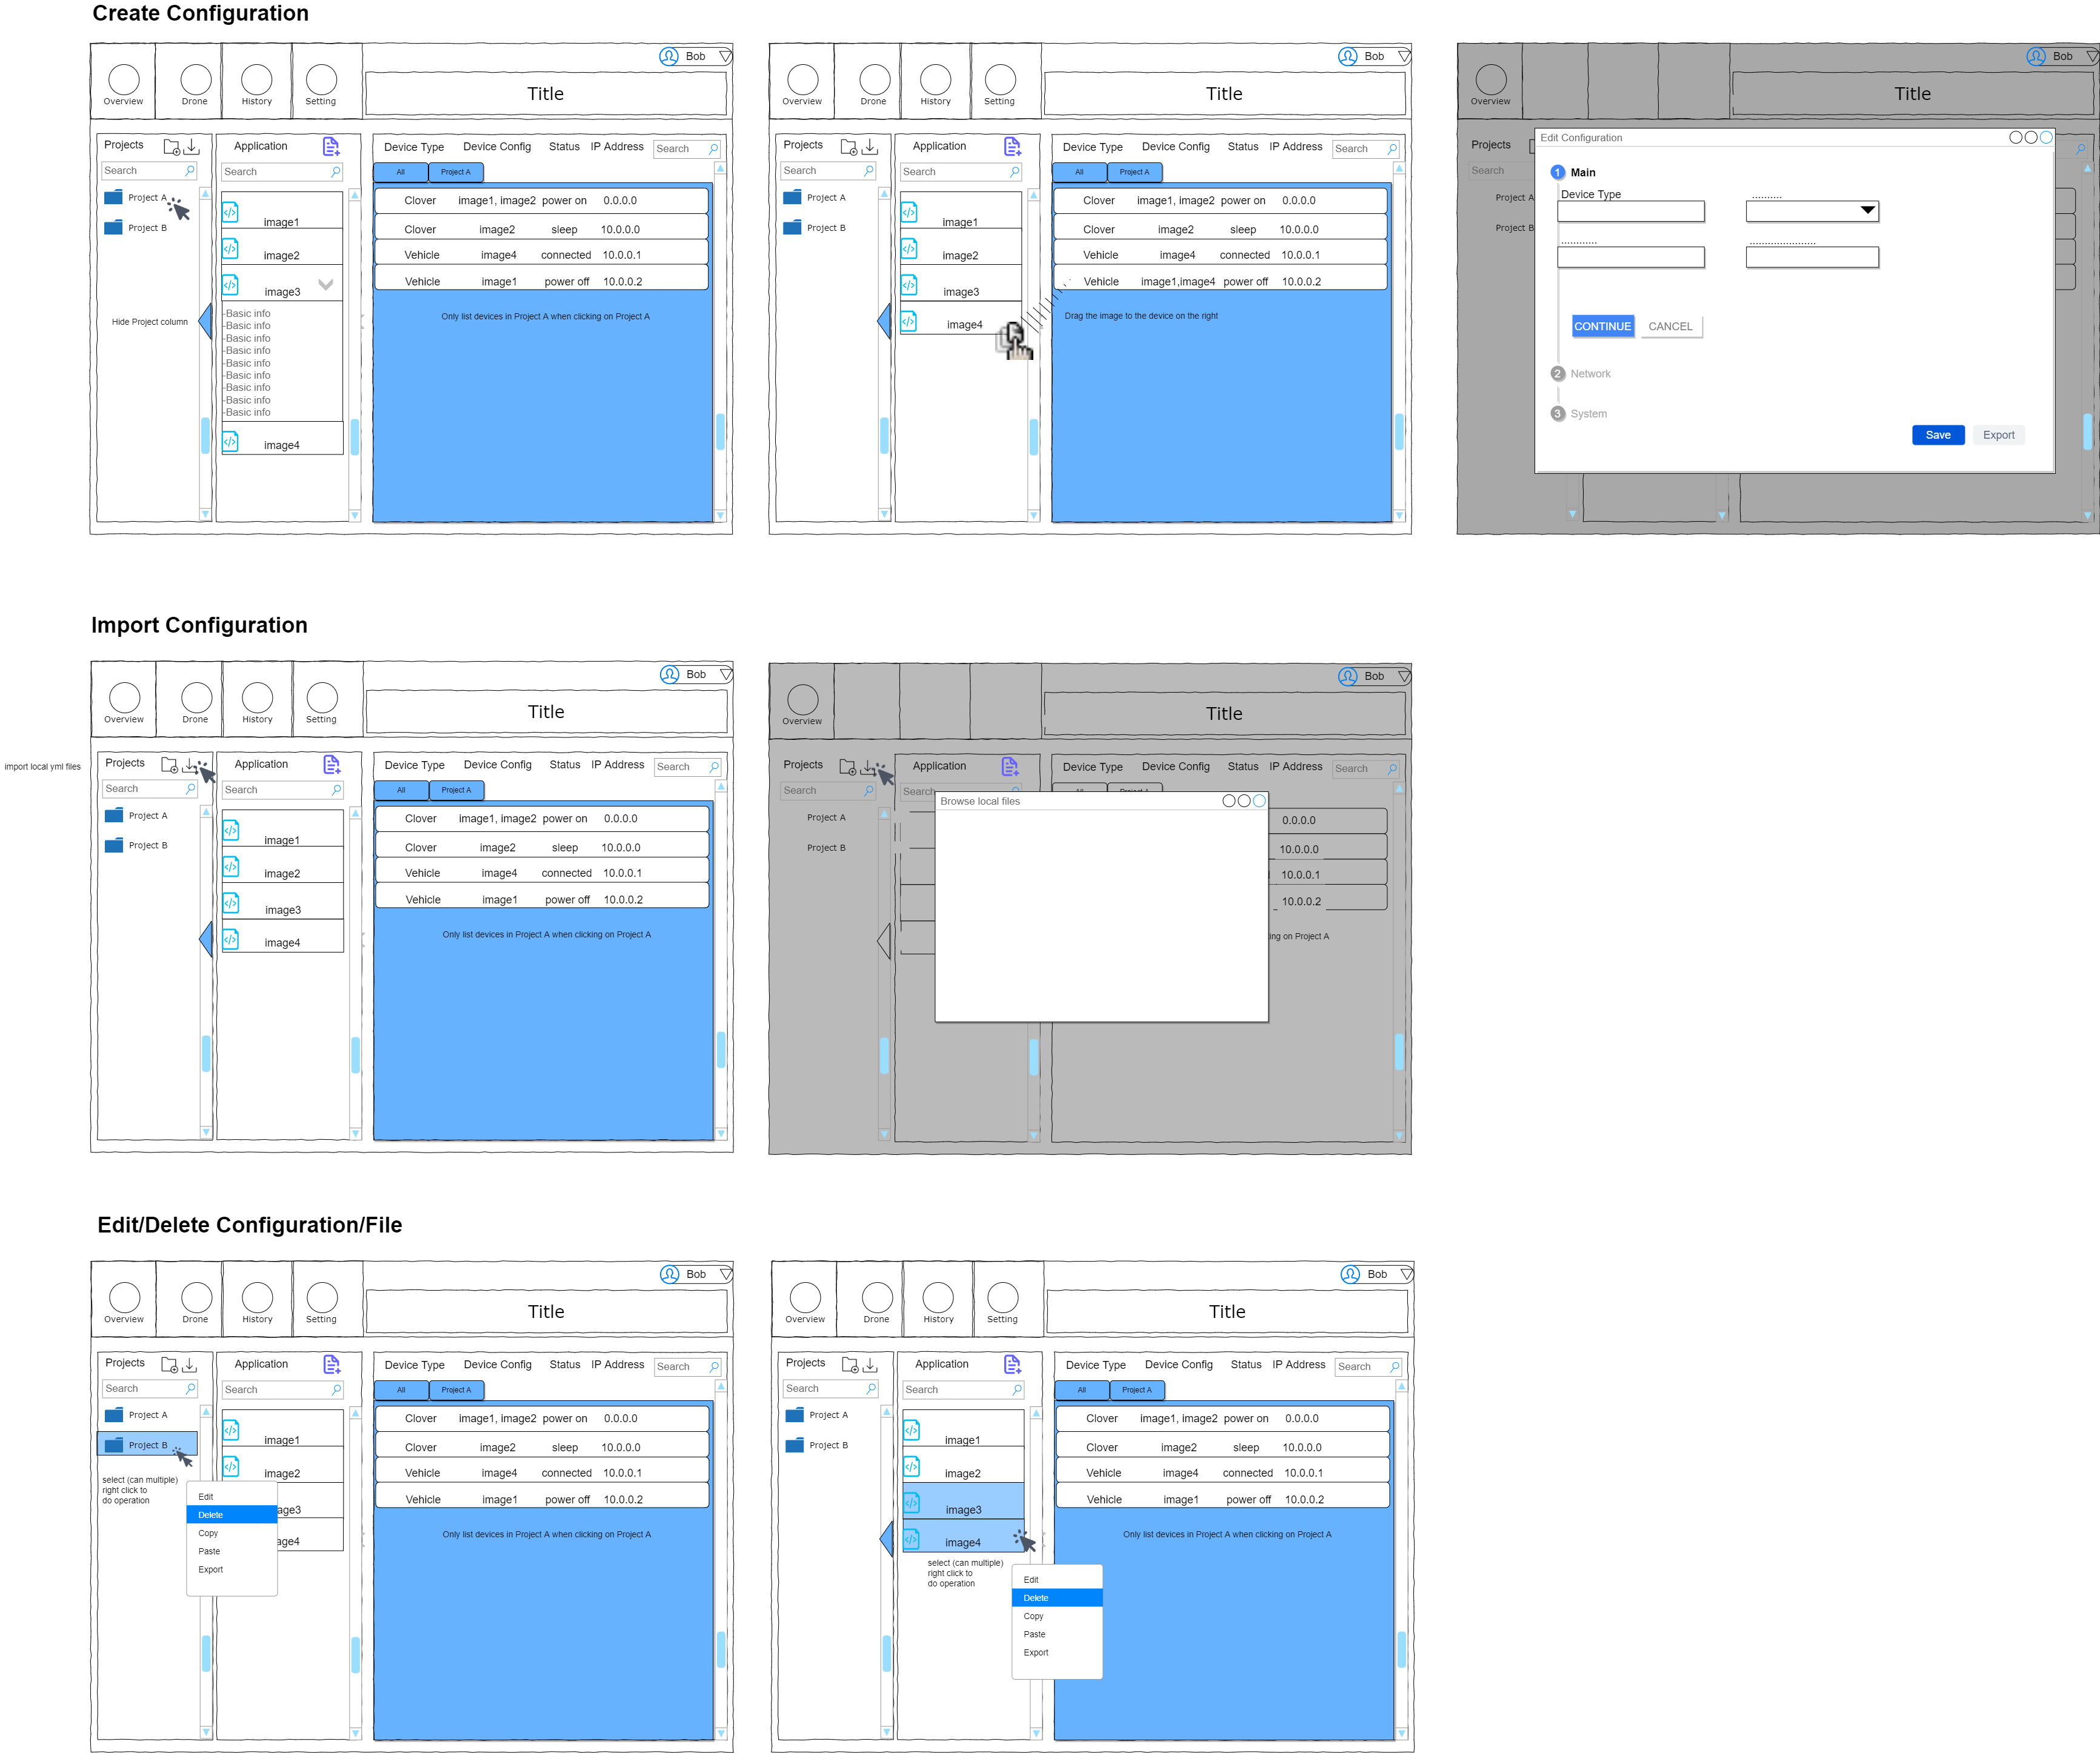 Create Configuration
Bob
Title
Overview
Drone
History
Setting
Projects
Application
Device Type
Device Config
Status
IP Address
Search
Search
Search
All
Project A
Project A
Project B
image1
image2
image3
-Basic info
-Basic info
-Basic info
-Basic info
-Basic info
-Basic info
-Basic info
-Basic info
-Basic info
image4
Hide Project column
Clover image1, image2 power on 0.0.0.0
Clover image2 sleep 10.0.0.0
Vehicle image4 connected 10.0.0.1
Vehicle image1 power off 10.0.0.2
Only list devices in Project A when clicking on Project A
Bob
Title
Overview
Drone
History
Setting
Projects
Application
Device Type
Device Config
Status
IP Address
Search
Search
Search
All
Project A
Project A
Project B
image1
image2
image3
image4
Clover image1, image2 power on 0.0.0.0
Clover image2 sleep 10.0.0.0
Vehicle image4 connected 10.0.0.1
Vehicle image1,image4 power off 10.0.0.2
Drag the image to the device on the right
Bob
Title
Overview
Projects
Search
Project A
Project B
Edit Configuration
1 Main
Device Type
..........
............
......................
CONTINUE
CANCEL
2 Network
3 System
Save
Export
Import Configuration
import local yml files
Bob
Title
Overview
Drone
History
Setting
Projects
Application
Device Type
Device Config
Status
IP Address
Search
Search
Search
All
Project A
Project A
Project B
image1
image2
image3
image4
Clover image1, image2 power on 0.0.0.0
Clover image2 sleep 10.0.0.0
Vehicle image4 connected 10.0.0.1
Vehicle image1 power off 10.0.0.2
Only list devices in Project A when clicking on Project A
Bob
Title
Overview
Projects
Application
Device Type
Device Config
Status
IP Address
Search
Search
Search
All
Project A
Project A
Project B
Browse local files
0.0.0.0
10.0.0.0
10.0.0.1
10.0.0.2
ing on Project A
Edit/Delete Configuration/File
Bob
Title
Overview
Drone
History
Setting
Projects
Application
Device Type
Device Config
Status
IP Address
Search
Search
Search
All
Project A
Project A
Project B
select (can multiple)
right click to
do operation
Edit
Delete
Copy
Paste
Export
image1
image2
age3
age4
Clover image1, image2 power on 0.0.0.0
Clover image2 sleep 10.0.0.0
Vehicle image4 connected 10.0.0.1
Vehicle image1 power off 10.0.0.2
Only list devices in Project A when clicking on Project A
Bob
Title
Overview
Drone
History
Setting
Projects
Application
Device Type
Device Config
Status
IP Address
Search
Search
Search
All
Project A
Project A
Project B
image1
image2
image3
image4
select (can multiple)
right click to
do operation
Edit
Delete
Copy
Paste
Export
Clover image1, image2 power on 0.0.0.0
Clover image2 sleep 10.0.0.0
Vehicle image4 connected 10.0.0.1
Vehicle image1 power off 10.0.0.2
Only list devices in Project A when clicking on Project A